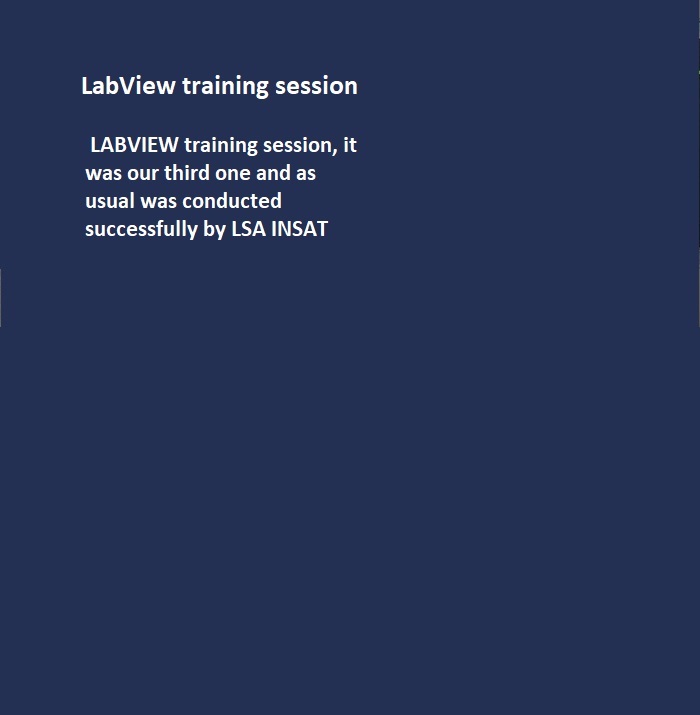 LabView training session
LABVIEW training session, it
was our third one and as
usual was conducted
successfully by LSA INSAT